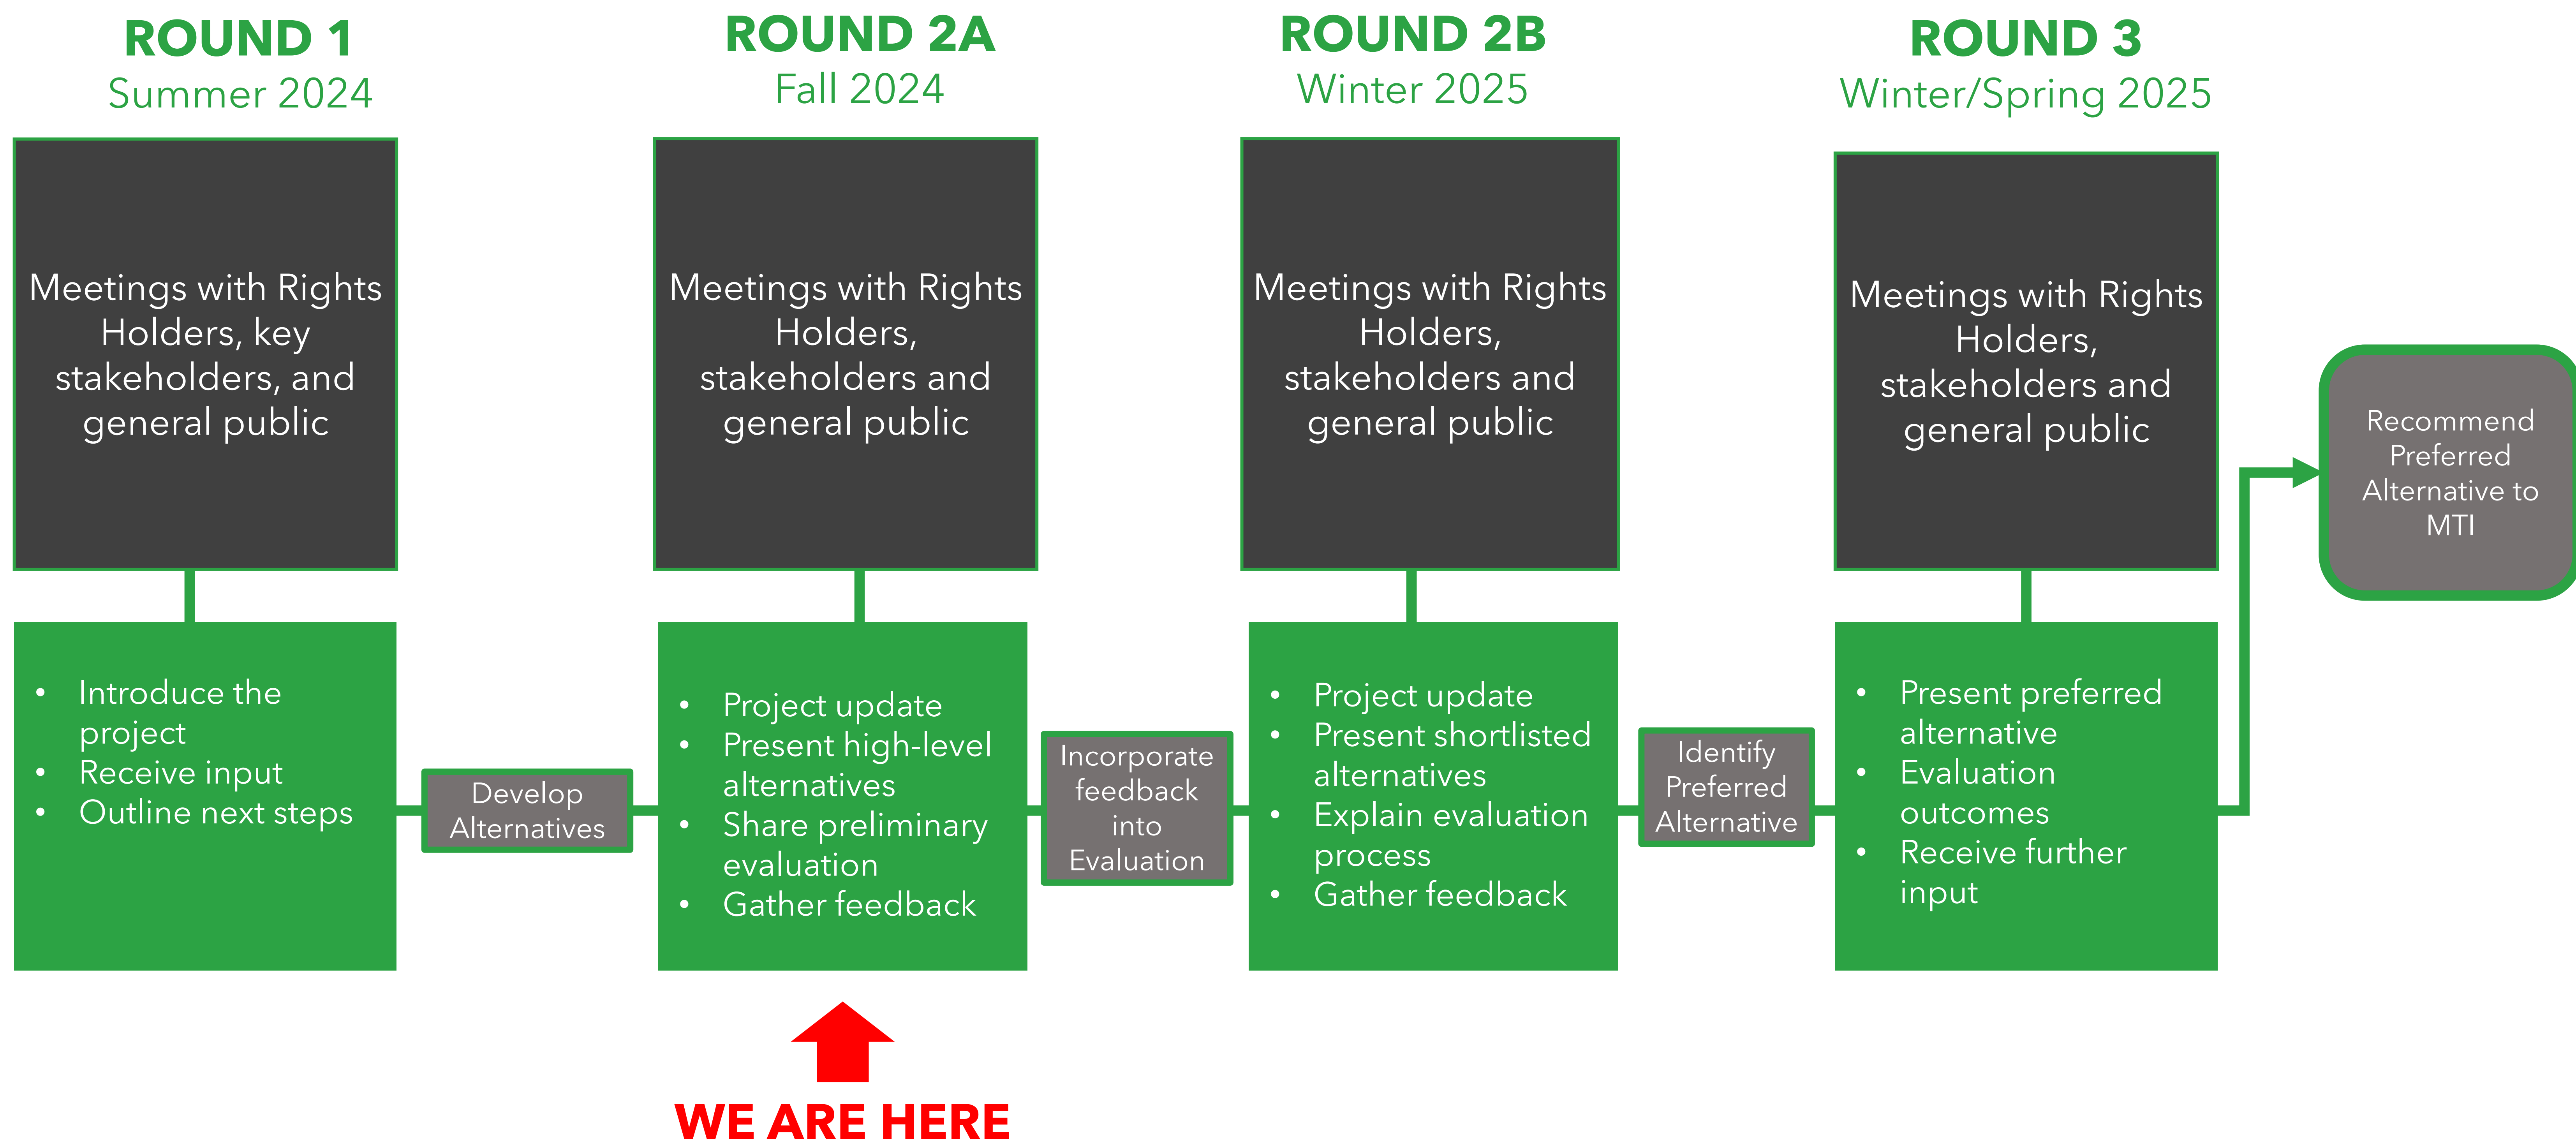 ROUND 1
Summer 2024
Meetings with Rights
Holders, key
stakeholders, and
general public
• Introduce the
project
• Receive input
• Outline next steps
Develop
Alternatives
ROUND 2A
Fall 2024
Meetings with Rights
Holders,
stakeholders and
general public
• Project update
• Present high-level
alternatives
• Share preliminary
evaluation
• Gather feedback
WE ARE HERE
Incorporate
feedback
into
Evaluation
ROUND 2B
Winter 2025
Meetings with Rights
Holders,
stakeholders and
general public
• Project update
• Present shortlisted
alternatives
• Explain evaluation
process
• Gather feedback
Identify
Preferred
Alternative
ROUND 3
Winter/Spring 2025
Meetings with Rights
Holders,
stakeholders and
general public
• Present preferred
alternative
• Evaluation
outcomes
• Receive further
input
Recommend
Preferred
Alternative to
MTI